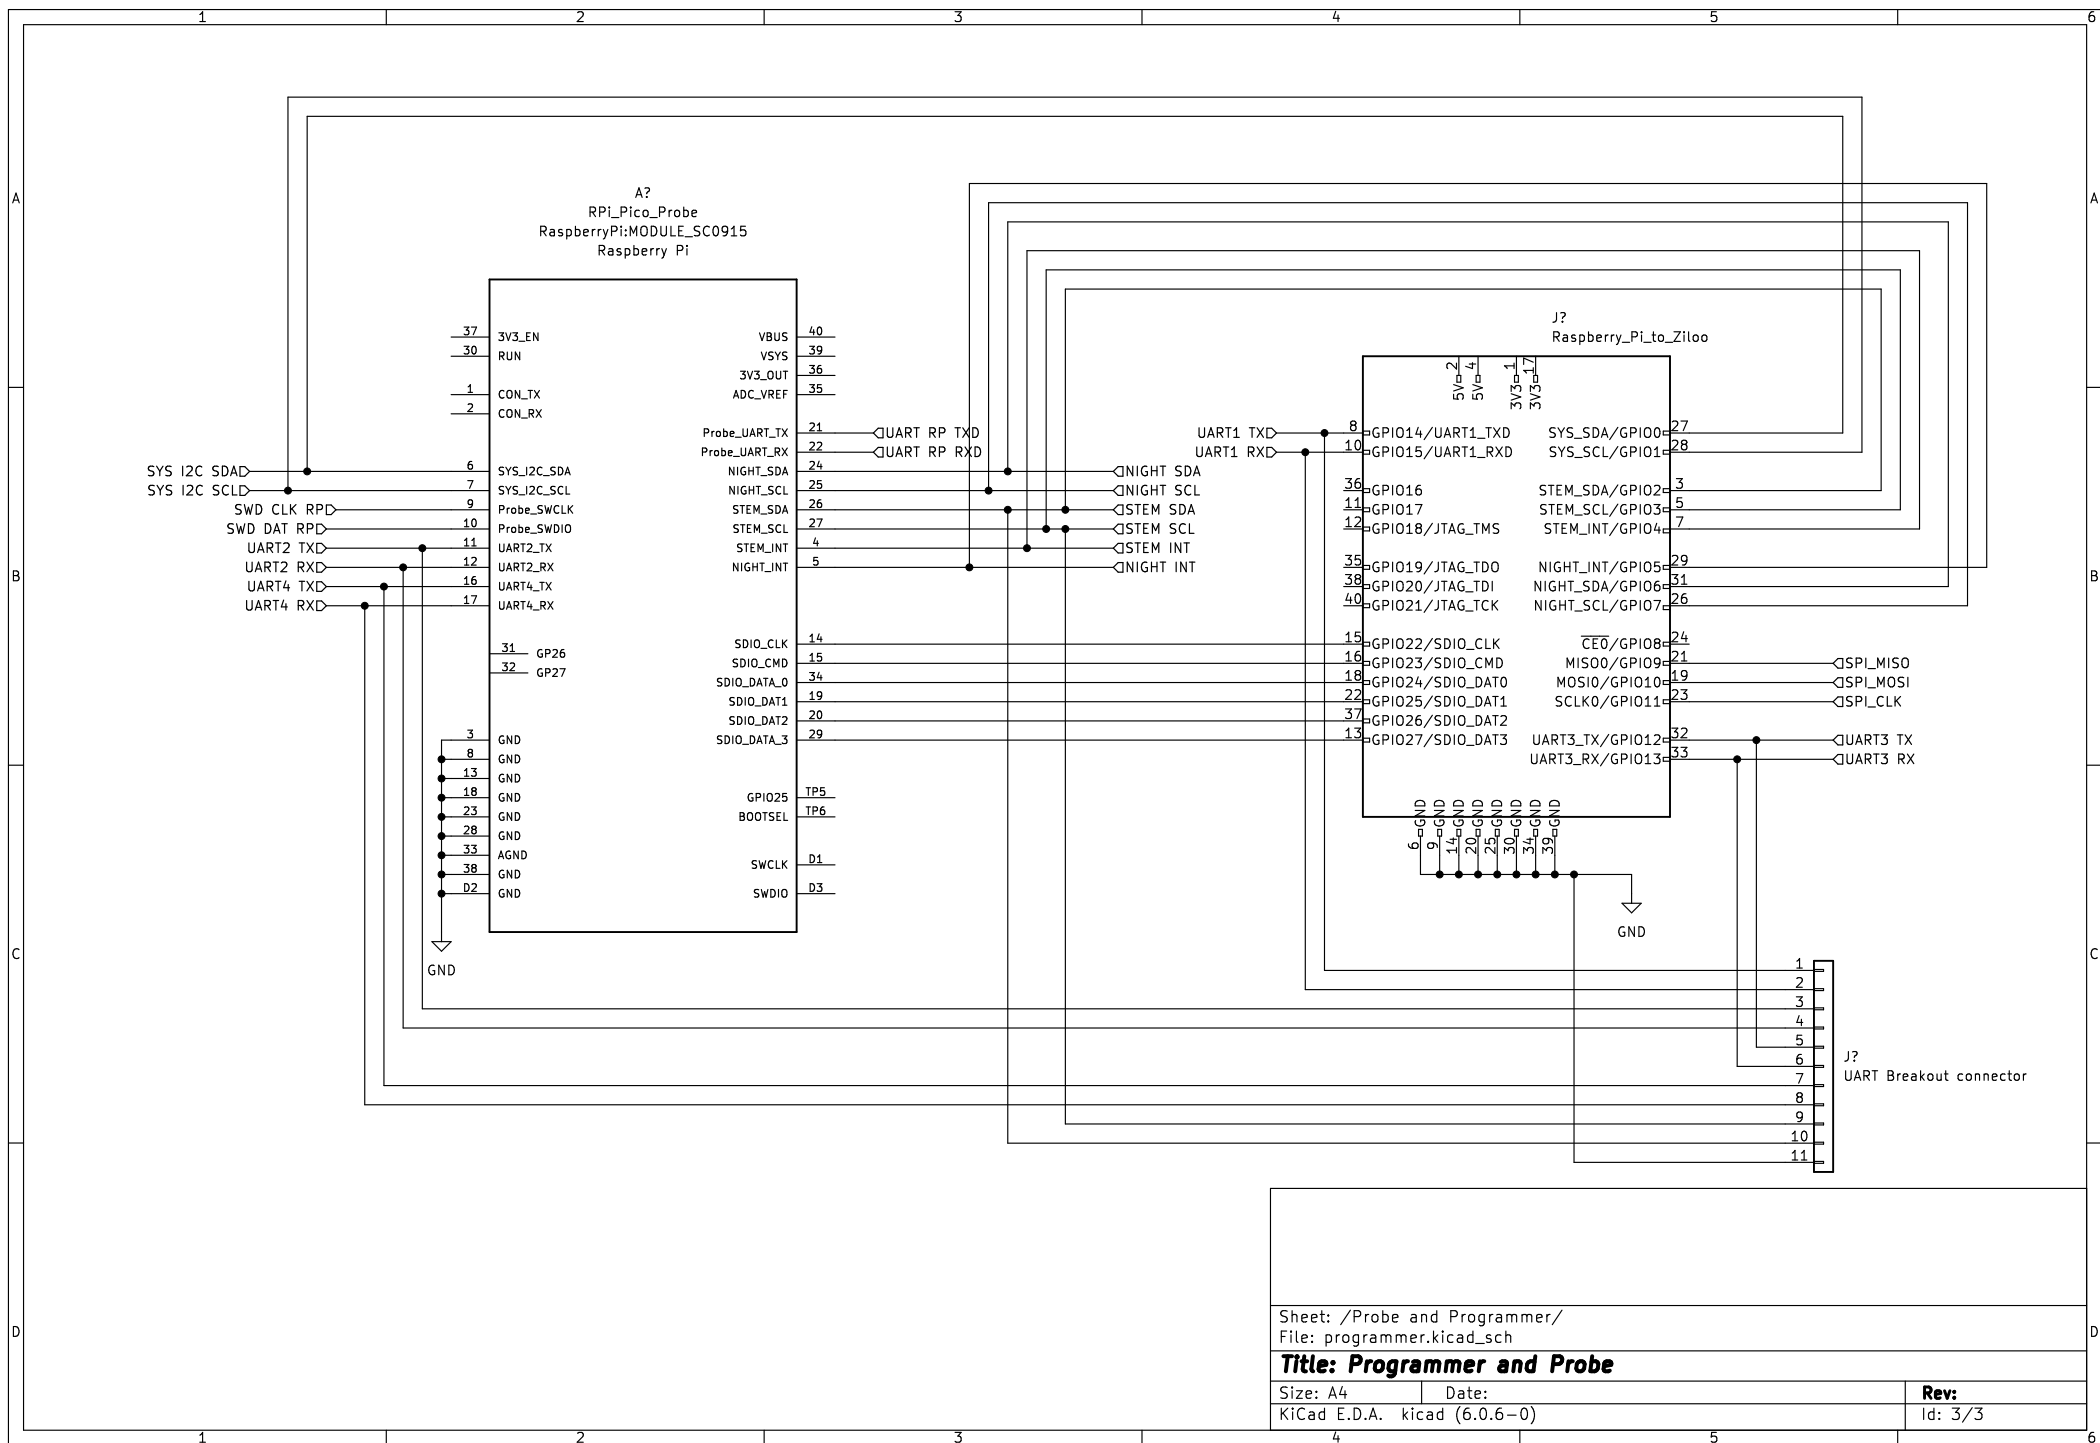 1 2 3 4 5 6
A A
B B
C C
D D
A?
RPi_Pico_Probe
RaspberryPi:MODULE_SC0915
Raspberry Pi
37 3V3_EN
30 RUN
1 CON_TX
2 CON_RX
SYS I2C SDA 6 SYS_I2C_SDA
SYS I2C SCL 7 SYS_I2C_SCL
SWD CLK RP 9 Probe_SWCLK
SWD DAT RP 10 Probe_SWDIO
UART2 TX 11 UART2_TX
UART2 RX 12 UART2_RX
UART4 TX 16 UART4_TX
UART4 RX 17 UART4_RX
31 GP26
32 GP27
3 GND
8 GND
13 GND
18 GND
23 GND
28 GND
33 AGND
38 GND
D2 GND
GND
VBUS 40
VSYS 39
3V3_OUT 36
ADC_VREF 35
Probe_UART_TX 21 UART RP TXD
Probe_UART_RX 22 UART RP RXD
NIGHT_SDA 24 NIGHT SDA
NIGHT_SCL 25 NIGHT SCL
STEM_SDA 26 STEM SDA
STEM_SCL 27 STEM SCL
STEM_INT 4 STEM INT
NIGHT_INT 5 NIGHT INT
SDIO_CLK 14
SDIO_CMD 15
SDIO_DATA_0 34
SDIO_DAT1 19
SDIO_DAT2 20
SDIO_DATA_3 29
GPIO25 TP5
BOOTSEL TP6
SWCLK D1
SWDIO D3
J?
Raspberry_Pi_to_Ziloo
2 5V
4 5V
1 3V3
17 3V3
UART1 TX 8 GPIO14/UART1_TXD
UART1 RX 10 GPIO15/UART1_RXD
36 GPIO16
11 GPIO17
12 GPIO18/JTAG_TMS
35 GPIO19/JTAG_TDO
38 GPIO20/JTAG_TDI
40 GPIO21/JTAG_TCK
15 GPIO22/SDIO_CLK
16 GPIO23/SDIO_CMD
18 GPIO24/SDIO_DAT0
22 GPIO25/SDIO_DAT1
37 GPIO26/SDIO_DAT2
13 GPIO27/SDIO_DAT3
SYS_SDA/GPIO0 27
SYS_SCL/GPIO1 28
STEM_SDA/GPIO2 3
STEM_SCL/GPIO3 5
STEM_INT/GPIO4 7
NIGHT_INT/GPIO5 29
NIGHT_SDA/GPIO6 31
NIGHT_SCL/GPIO7 26
CE0/GPIO8 24
MISO0/GPIO9 21 SPI_MISO
MOSI0/GPIO10 19 SPI_MOSI
SCLK0/GPIO11 23 SPI_CLK
UART3_TX/GPIO12 32 UART3 TX
UART3_RX/GPIO13 33 UART3 RX
GND 6
GND 9
GND 14
GND 20
GND 25
GND 30
GND 34
GND 39
GND
1
2
3
4
5
6
7
8
9
10
11
J?
UART Breakout connector
Sheet: /Probe and Programmer/
File: programmer.kicad_sch
Title: Programmer and Probe
Size: A4 Date: Rev:
KiCad E.D.A. kicad (6.0.6-0) Id: 3/3
1 2 3 4 5 6